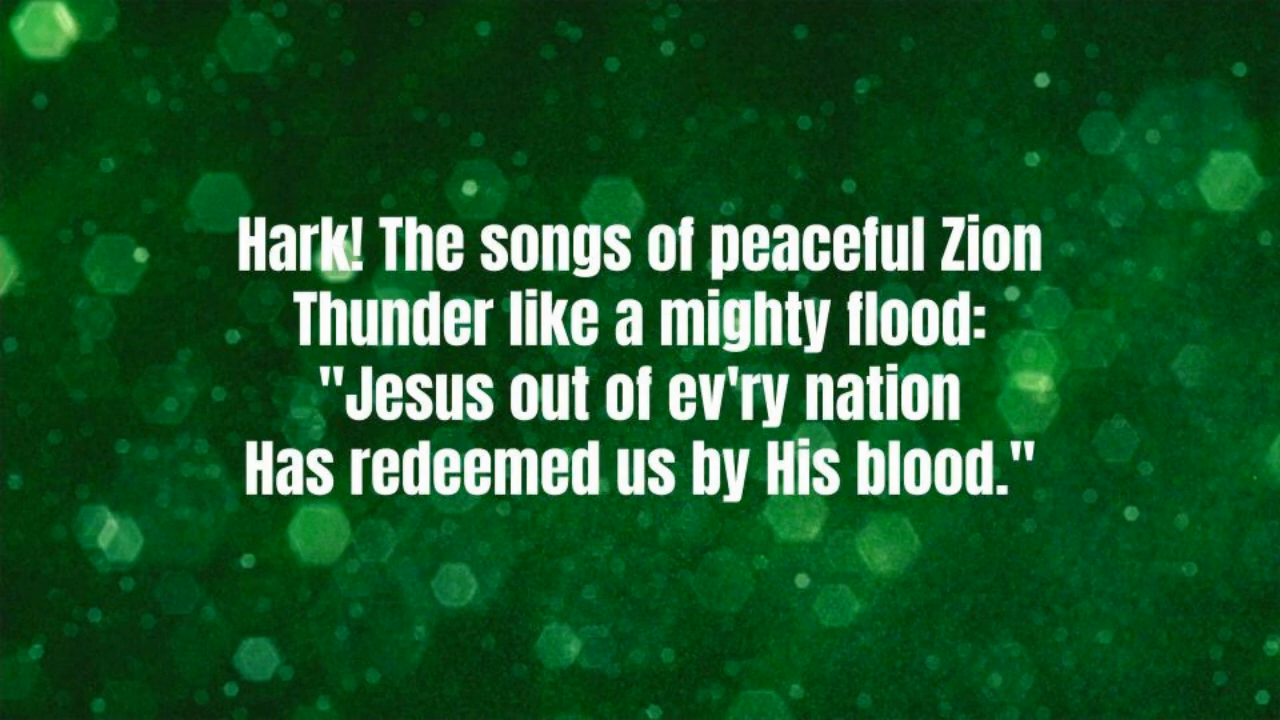 Hark! The songs of peaceful Zion
Thunder like a mighty flood:
"Jesus out of ev'ry nation
Has redeemed us by His blood."